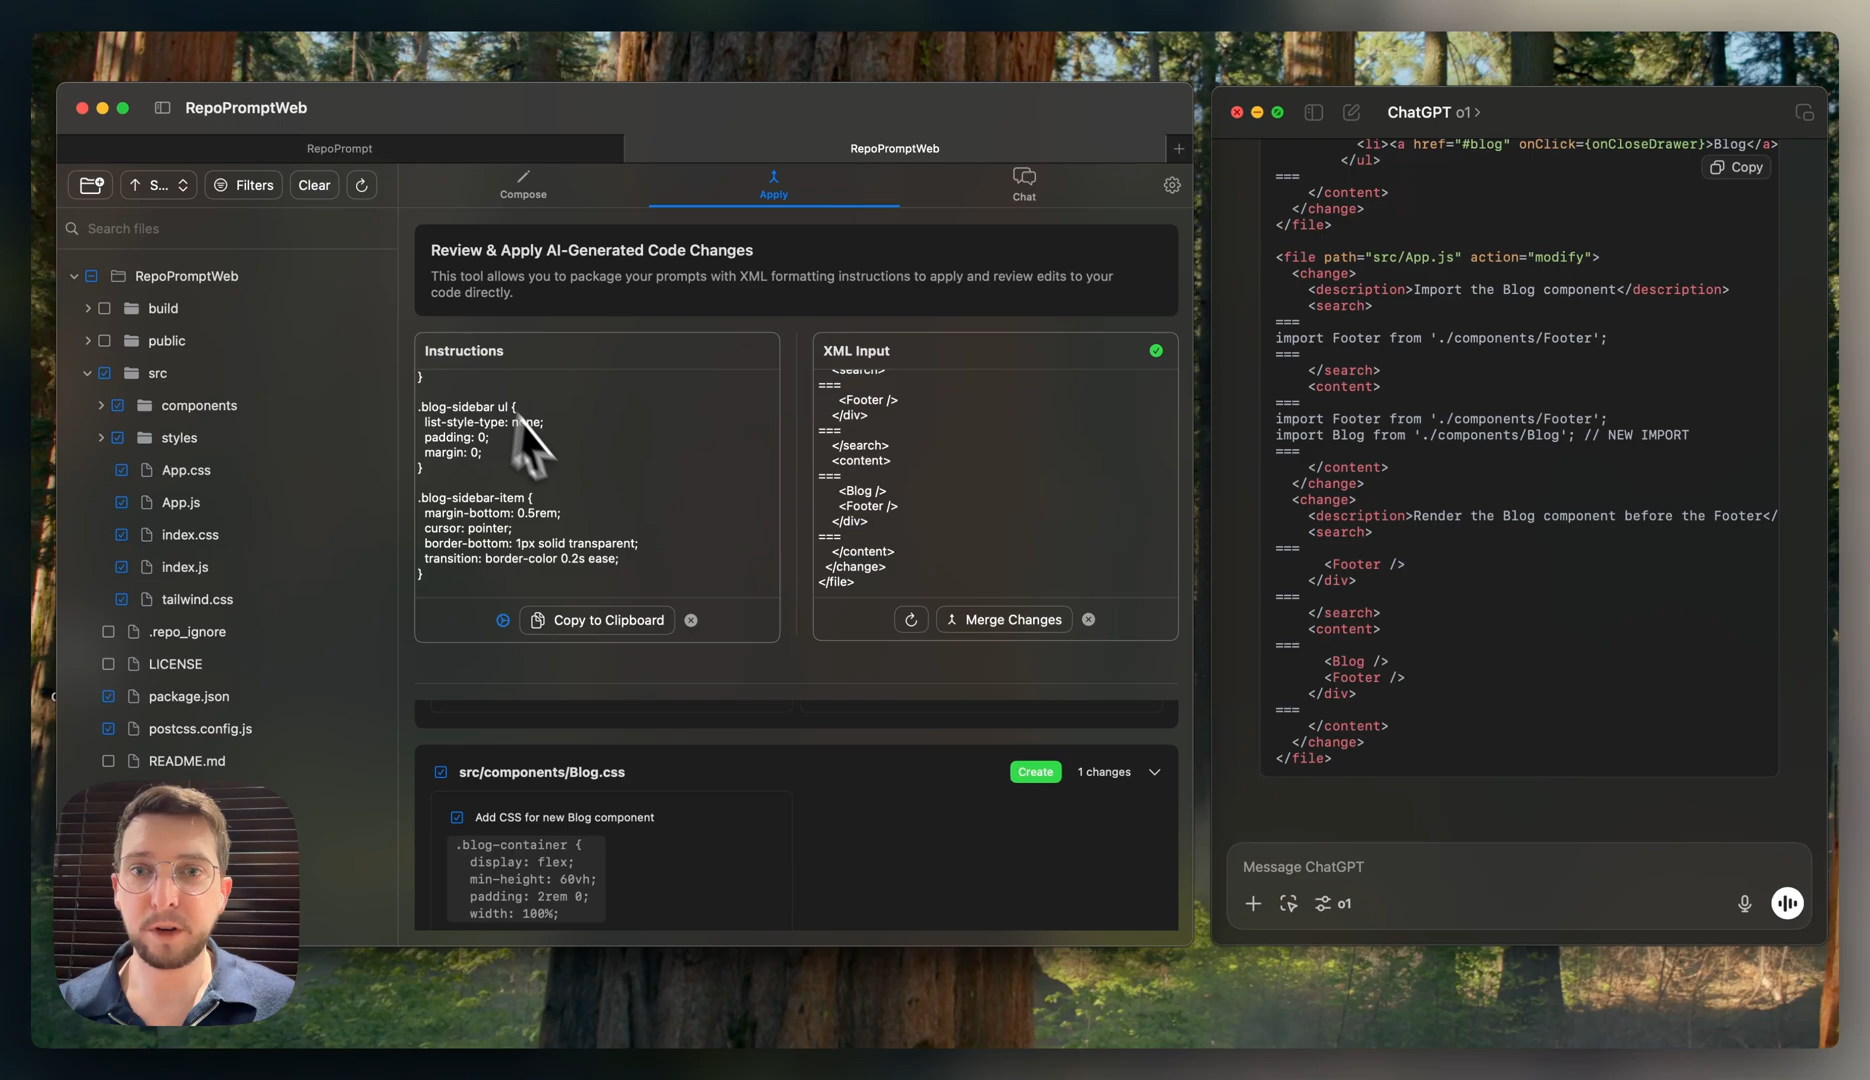 RepoPromptWeb
RepoPrompt
RepoPromptWeb
S...
Filters
Clear
Compose
Apply
Chat
Search files
RepoPromptWeb
build
public
src
components
styles
App.css
App.js
index.css
index.js
tailwind.css
.repo_ignore
LICENSE
package.json
postcss.config.js
README.md
Review & Apply AI-Generated Code Changes
This tool allows you to package your prompts with XML formatting instructions to apply and review edits to your
code directly.
Instructions
}
.blog-sidebar ul {
list-style-type: none;
padding: 0;
margin: 0;
}
.blog-sidebar-item {
margin-bottom: 0.5rem;
cursor: pointer;
border-bottom: 1px solid transparent;
transition: border-color 0.2s ease;
}
Copy to Clipboard
XML Input
<search>
===
<Footer />
</div>
===
</search>
<content>
===
<Blog />
<Footer />
</div>
===
</content>
</change>
</file>
Merge Changes
src/components/Blog.css
Create
1 changes
Add CSS for new Blog component
.blog-container {
display: flex;
min-height: 60vh;
padding: 2rem 0;
width: 100%;
ChatGPT o1 >
<li><a href="#blog" onClick={onCloseDrawer}>Blog</a>
</ul>
Copy
===
</content>
</change>
</file>
<file path="src/App.js" action="modify">
<change>
<description>Import the Blog component</description>
<search>
===
import Footer from './components/Footer';
===
</search>
<content>
===
import Footer from './components/Footer';
import Blog from './components/Blog'; // NEW IMPORT
===
</content>
</change>
<change>
<description>Render the Blog component before the Footer</
<search>
===
<Footer />
</div>
===
</search>
<content>
===
<Blog />
<Footer />
</div>
===
</content>
</change>
</file>
Message ChatGPT
o1